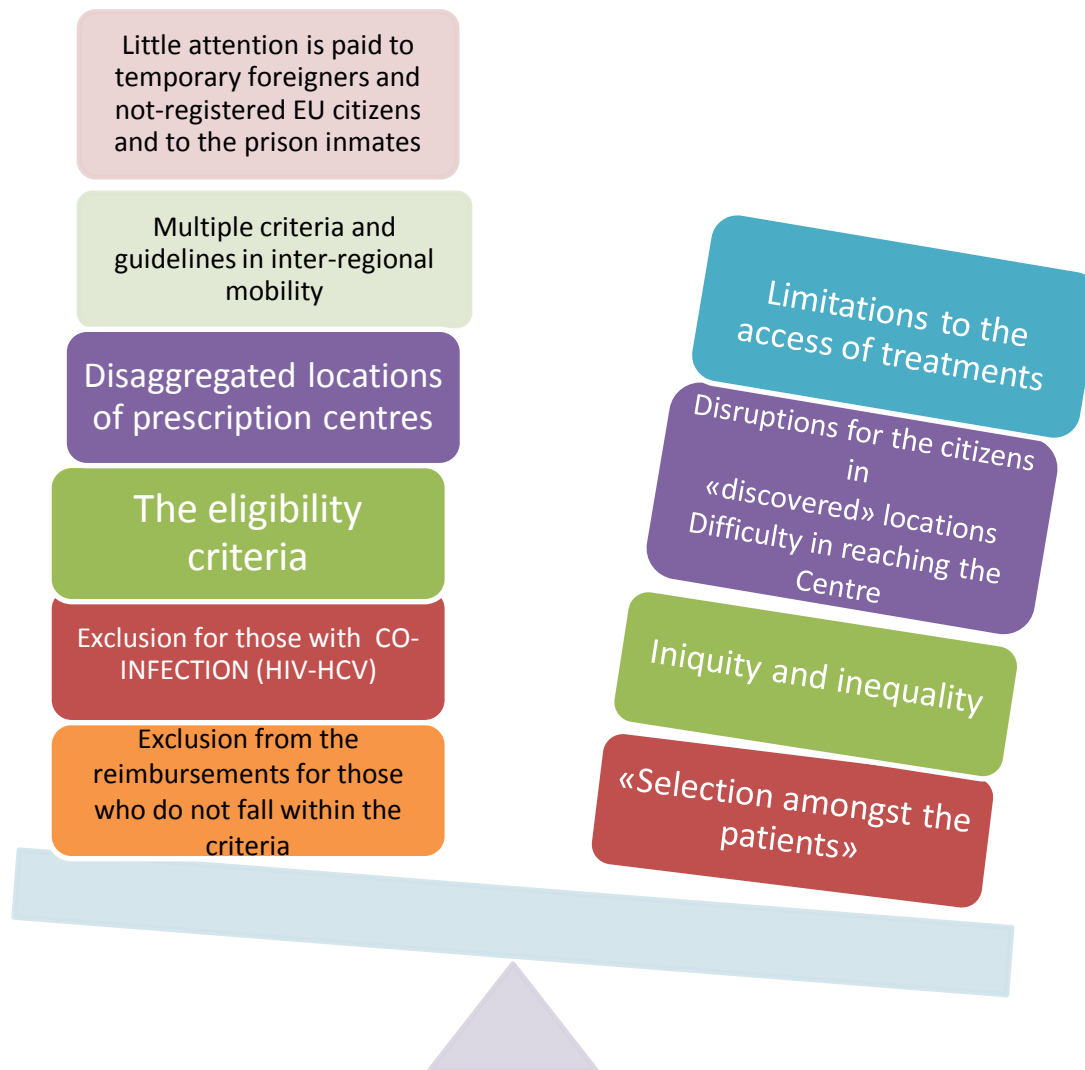 Little attention is paid to
temporary foreigners and
not-registered EU citizens
and to the prison inmates
Multiple criteria and
guidelines in inter-regional
mobility
Disaggregated locations
of prescription centres
The eligibility
criteria
Exclusion for those with CO-
INFECTION (HIV-HCV)
Exclusion from the
reimbursements for those
who do not fall within the
criteria
Limitations to the
access of treatments
Disruptions for the citizens
in
«discovered» locations
Difficulty in reaching the
Centre
Iniquity and inequality
«Selection amongst the
patients»